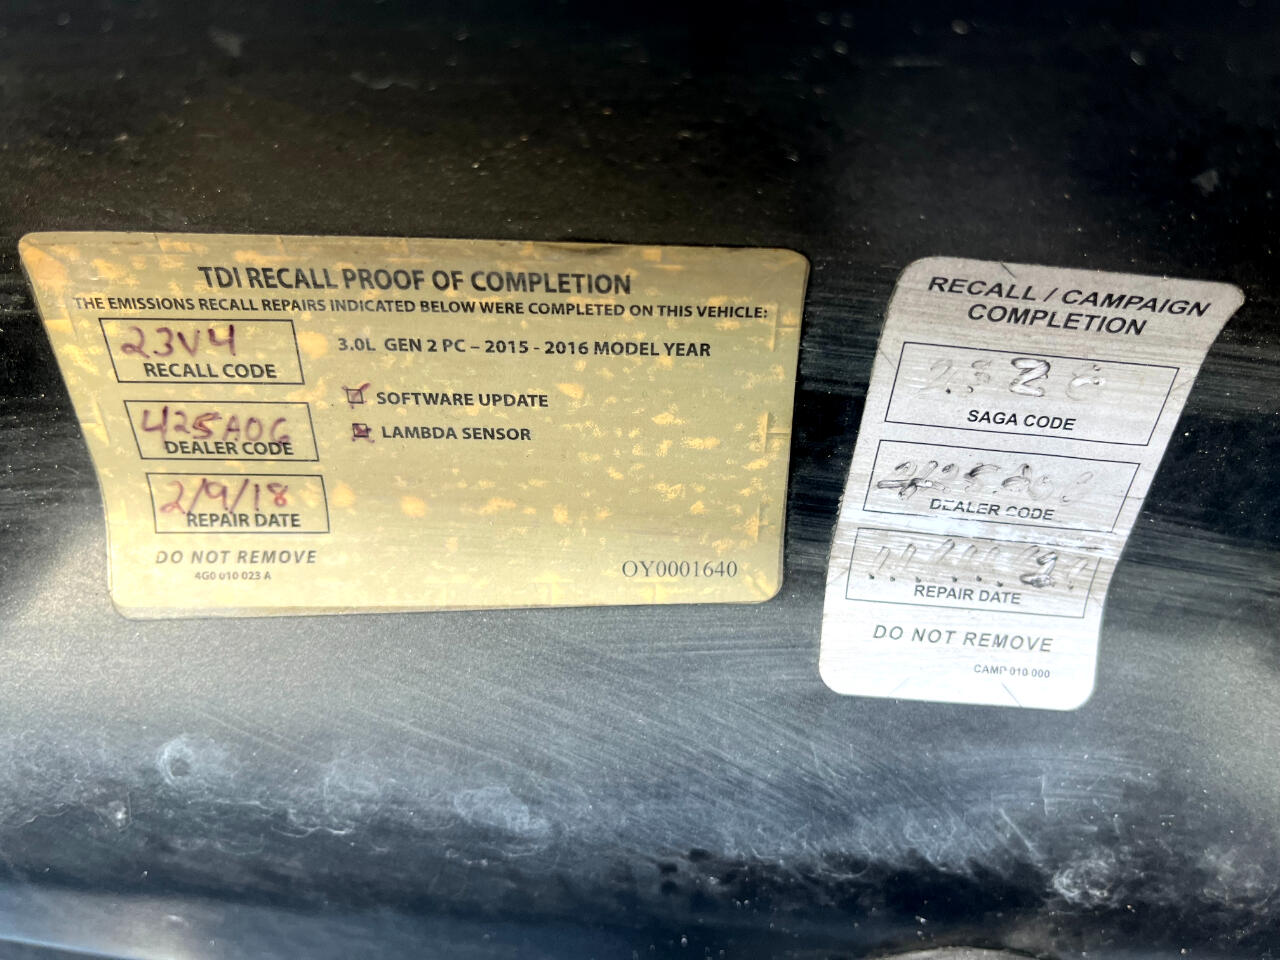 TDI RECALL PROOF OF COMPLETION
THE EMISSIONS RECALL REPAIRS INDICATED BELOW WERE COMPLETED ON THIS VEHICLE:
23V4
RECALL CODE
3.0L GEN 2 PC – 2015 - 2016 MODEL YEAR
SOFTWARE UPDATE
425A06
DEALER CODE
LAMBDA SENSOR
2/9/18
REPAIR DATE
DO NOT REMOVE
4G0 010 023 A
OY0001640
RECALL / CAMPAIGN
COMPLETION
SAGA CODE
DEALER CODE
REPAIR DATE
DO NOT REMOVE
CAMP 010 000